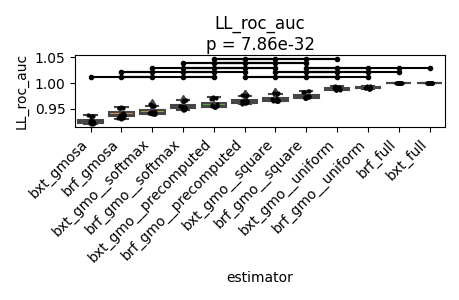 LL_roc_auc
p = 7.86e-32
LL_roc_auc
1.05
1.00
0.95
bxt_gmosa
brf_gmosa
bxt_gmo__softmax
brf_gmo__softmax
bxt_gmo__precomputed
brf_gmo__precomputed
bxt_gmo__square
brf_gmo__square
bxt_gmo__uniform
brf_gmo__uniform
brf_full
bxt_full
estimator